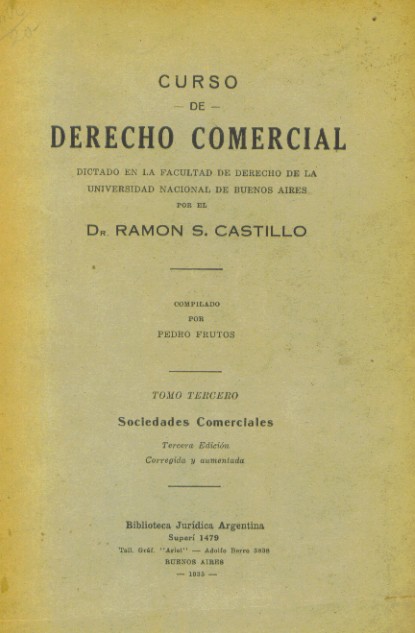 CURSO
— DE —
DERECHO COMERCIAL
DICTADO EN LA FACULTAD DE DERECHO DE LA
UNIVERSIDAD NACIONAL DE BUENOS AIRES
POR EL
DR. RAMON S. CASTILLO
COMPILADO
POR
PEDRO FRUTOS
TOMO TERCERO
Sociedades Comerciales
Tercera Edición
Corregida y aumentada
Biblioteca Jurídica Argentina
Superí 1479
Tall. Gráf. "Ariel" — Adolfo Berro
BUENOS AIRES